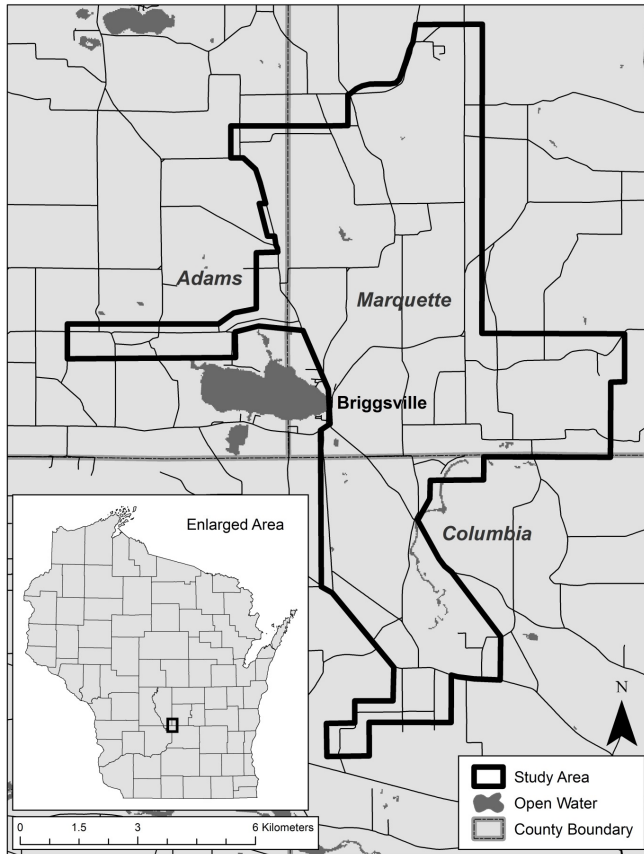 Adams
Marquette
Briggsville
Columbia
Enlarged Area
N
Study Area
Open Water
County Boundary
0 1.5 3 6 Kilometers